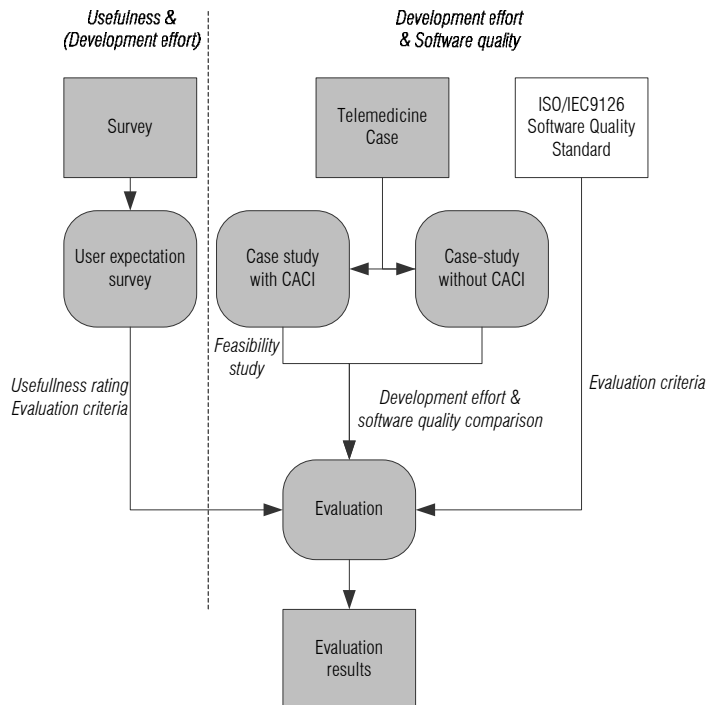 Usefulness &
(Development effort)
Development effort
& Software quality
Survey
Telemedicine
Case
ISO/IEC9126
Software Quality
Standard
User expectation
survey
Case study
with CACI
Case-study
without CACI
Feasibility
study
Usefullness rating
Evaluation criteria
Development effort &
software quality comparison
Evaluation criteria
Evaluation
Evaluation
results